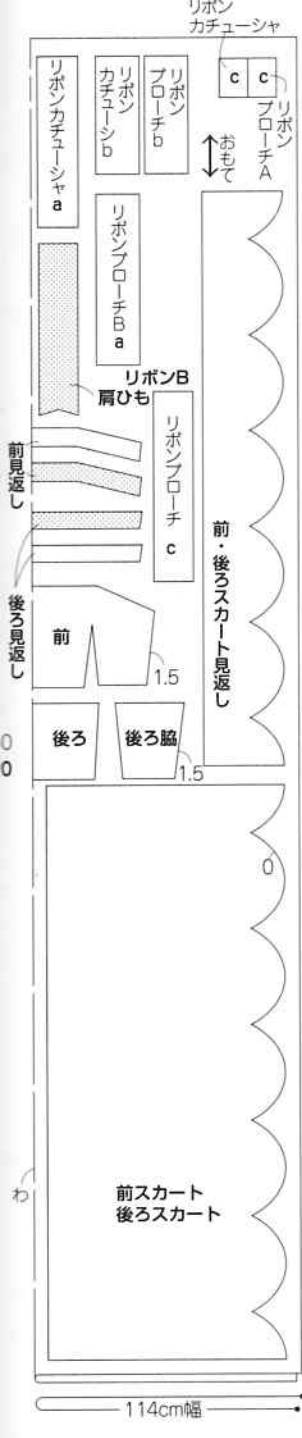 リボン
カチューシャ
c
c
リボン
ブローチA
リボンカチューシャa
リボン
カチューシb
リボン
ブローチb
おもて
リボンブローチB
a
リボンB
肩ひも
リボンブローチ
c
前見返し
後ろ見返し
前・後ろスカート見返し
前
1.5
後ろ
後ろ脇
1.5
0
0
0
わ
前スカート
後ろスカート
114cm幅